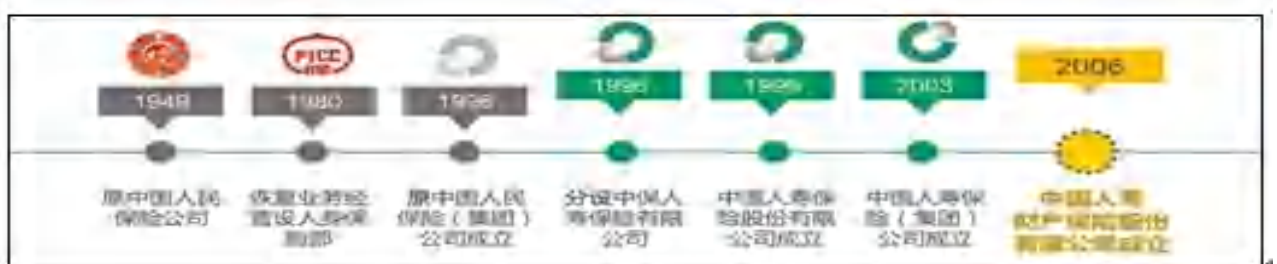 PICC
1949
1980
1996
1996
1999
2003
2006
原中国人民
保险公司
恢复业务经
营设人身保
险部
原中国人民
保险（集团）
公司成立
分设中保人
寿保险有限
公司
中国人寿保
险股份有限
公司成立
中国人寿保
险（集团）
公司成立
中国人寿
财产保险股份
有限公司成立